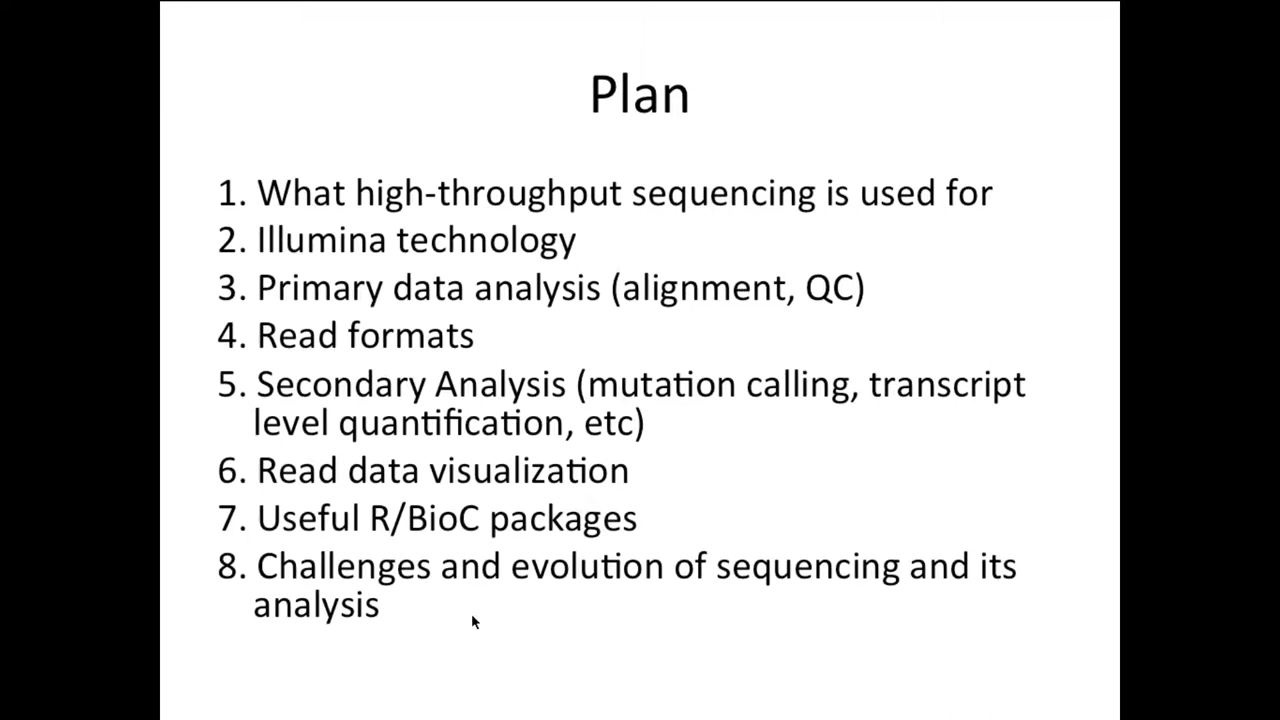 Plan
1. What high-throughput sequencing is used for
2. Illumina technology
3. Primary data analysis (alignment, QC)
4. Read formats
5. Secondary Analysis (mutation calling, transcript
level quantification, etc)
6. Read data visualization
7. Useful R/BioC packages
8. Challenges and evolution of sequencing and its
analysis